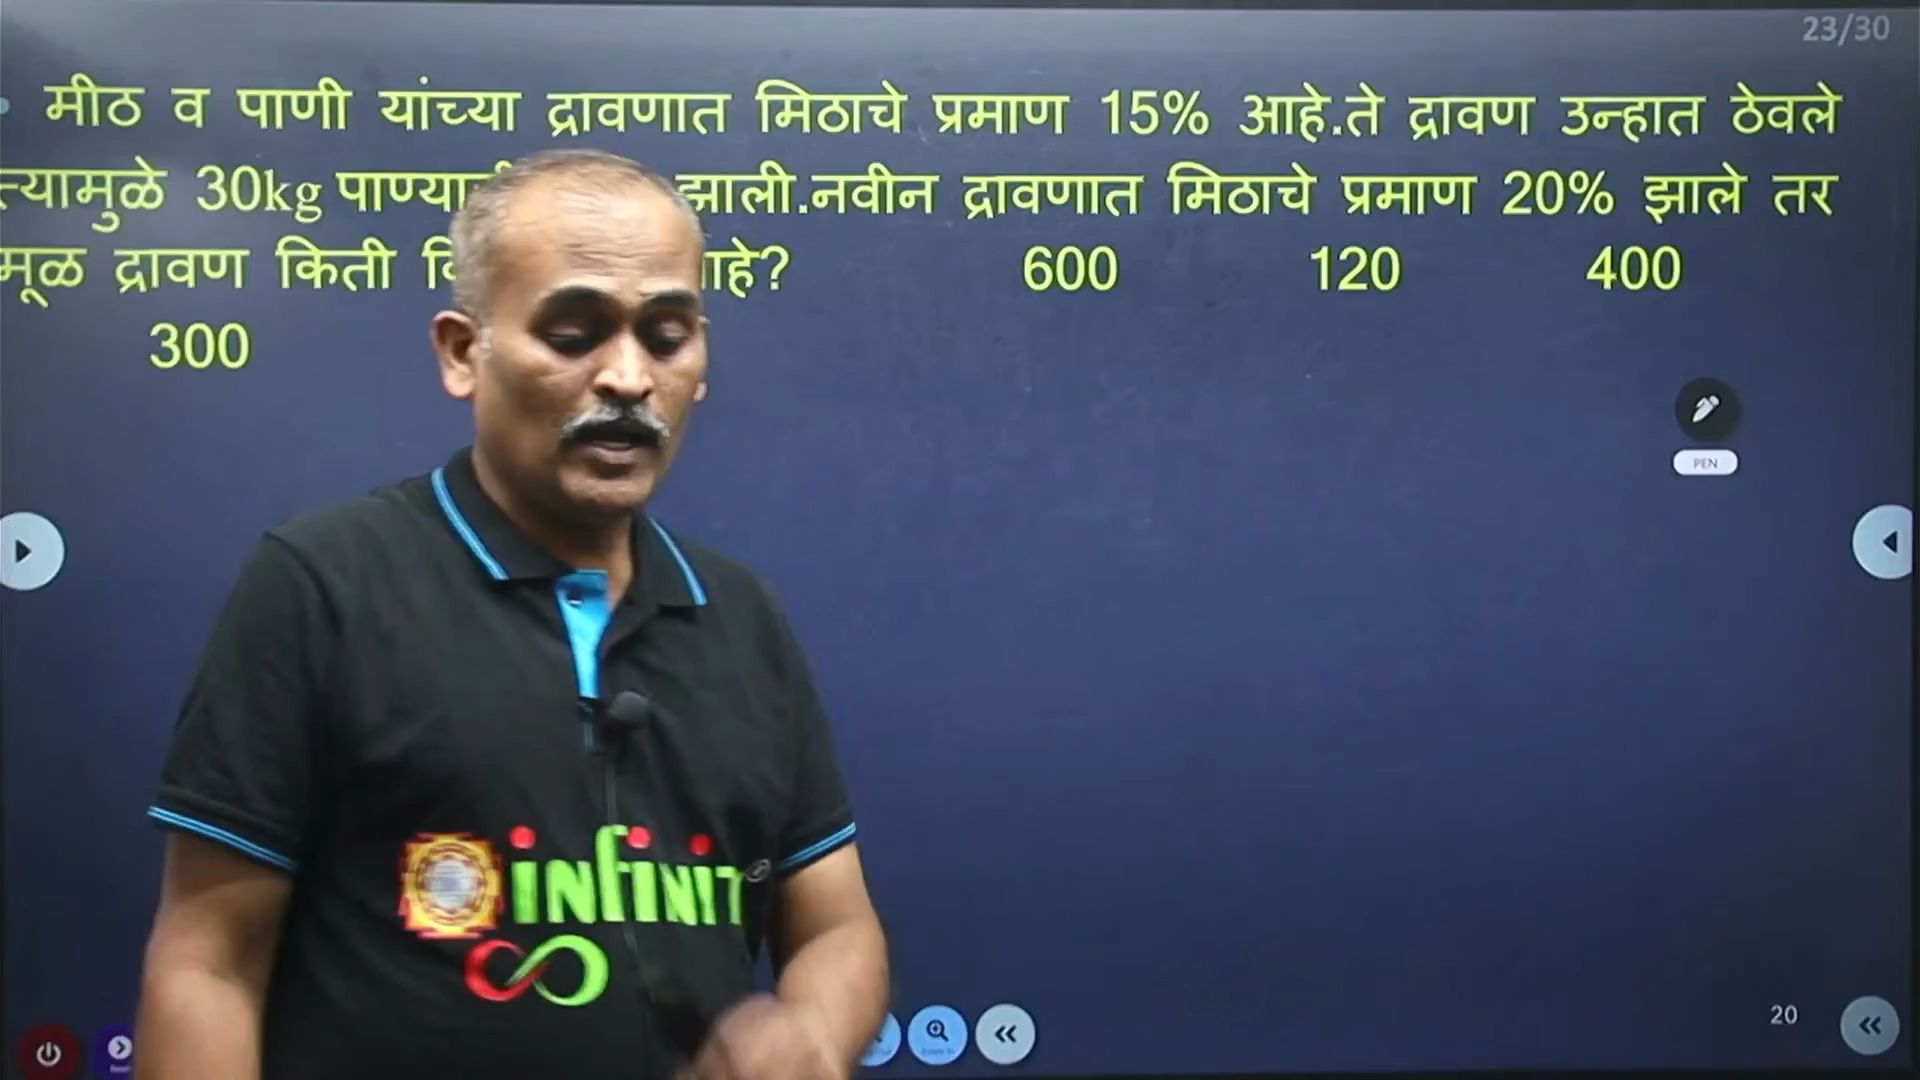 23/30
मीठ व पाणी यांच्या द्रावणात मिठाचे प्रमाण 15% आहे.ते द्रावण उन्हात ठेवले
त्यामुळे 30kg झाली.नवीन द्रावणात मिठाचे प्रमाण 20% झाले तर
मूळ द्रावण किती 600 120 400
300
PEN
infinit
20